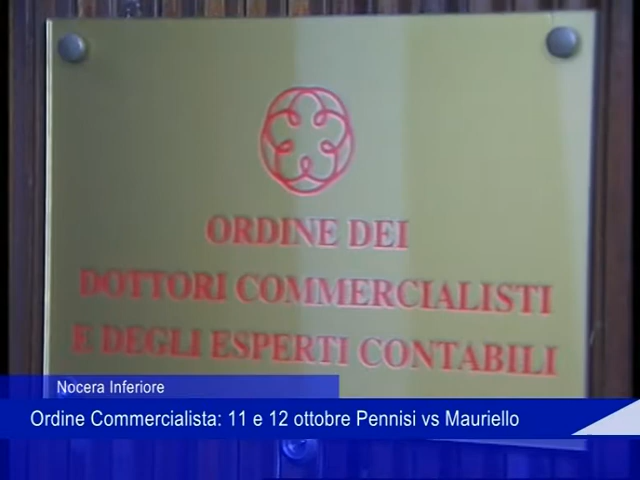 ORDINE DEI
DOTTORI COMMERCIALISTI
E DEGLI ESPERTI CONTABILI
Nocera Inferiore
Ordine Commercialista: 11 e 12 ottobre Pennisi vs Mauriello